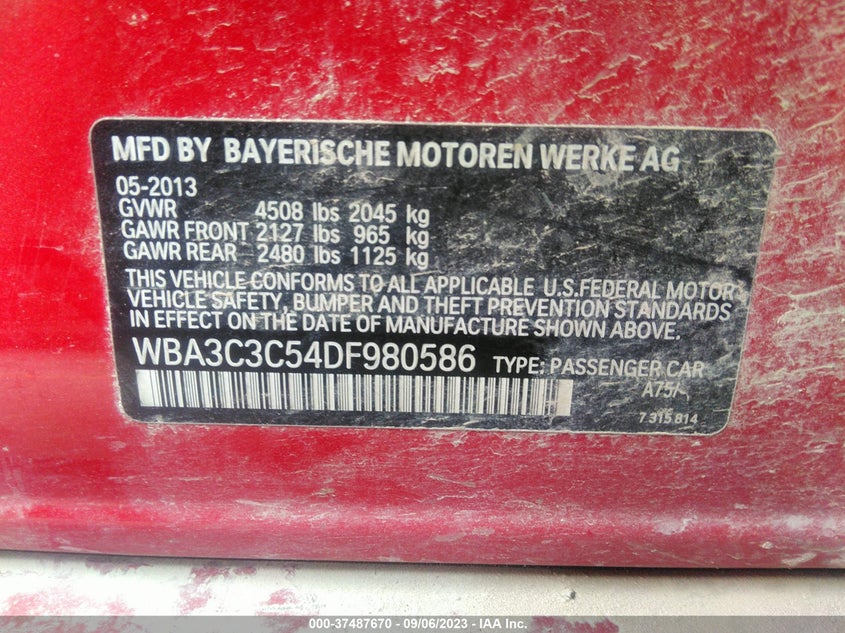 MFD BY BAYERISCHE MOTOREN WERKE AG
05-2013
GVWR 4508 lbs 2045 kg
GAWR FRONT 2127 lbs 965 kg
GAWR REAR 2480 lbs 1125 kg
THIS VEHICLE CONFORMS TO ALL APPLICABLE U.S.FEDERAL MOTOR
VEHICLE SAFETY, BUMPER AND THEFT PREVENTION STANDARDS
IN EFFECT ON THE DATE OF MANUFACTURE SHOWN ABOVE.
WBA3C3C54DF980586 TYPE: PASSENGER CAR
A75/-
7 315 814
000-37487670 - 09/06/2023 - IAA Inc.